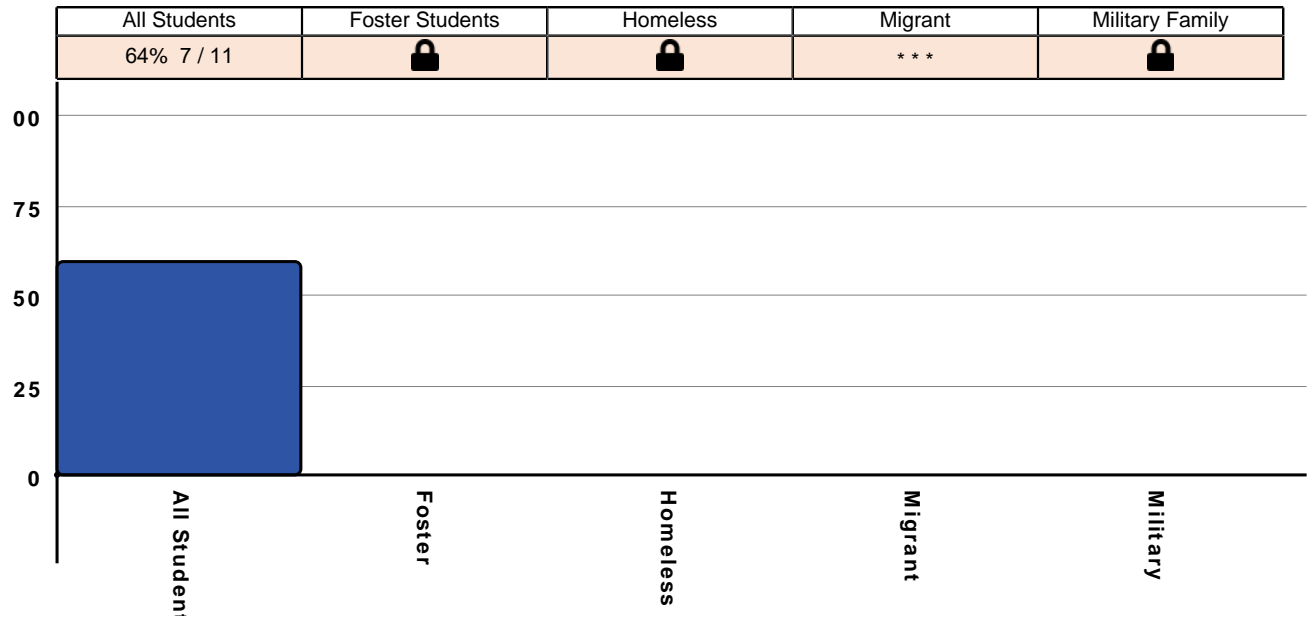 All Students Foster Students Homeless Migrant Military Family
64% 7 / 11 * * *
00
75
50
25
0
All Student
Foster
Homeless
Migrant
Military